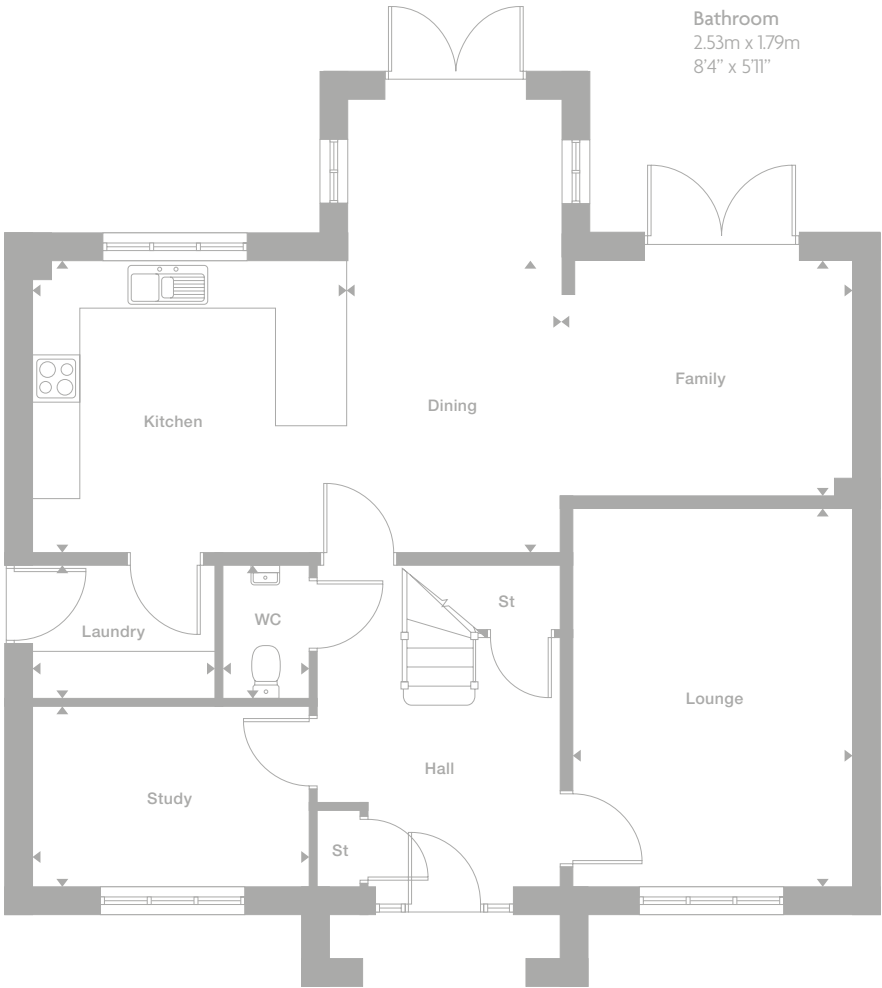 Bathroom
2.53m x 1.79m
8'4" x 5'11"
Family
Dining
Kitchen
St
WC
Laundry
Lounge
Hall
Study
St